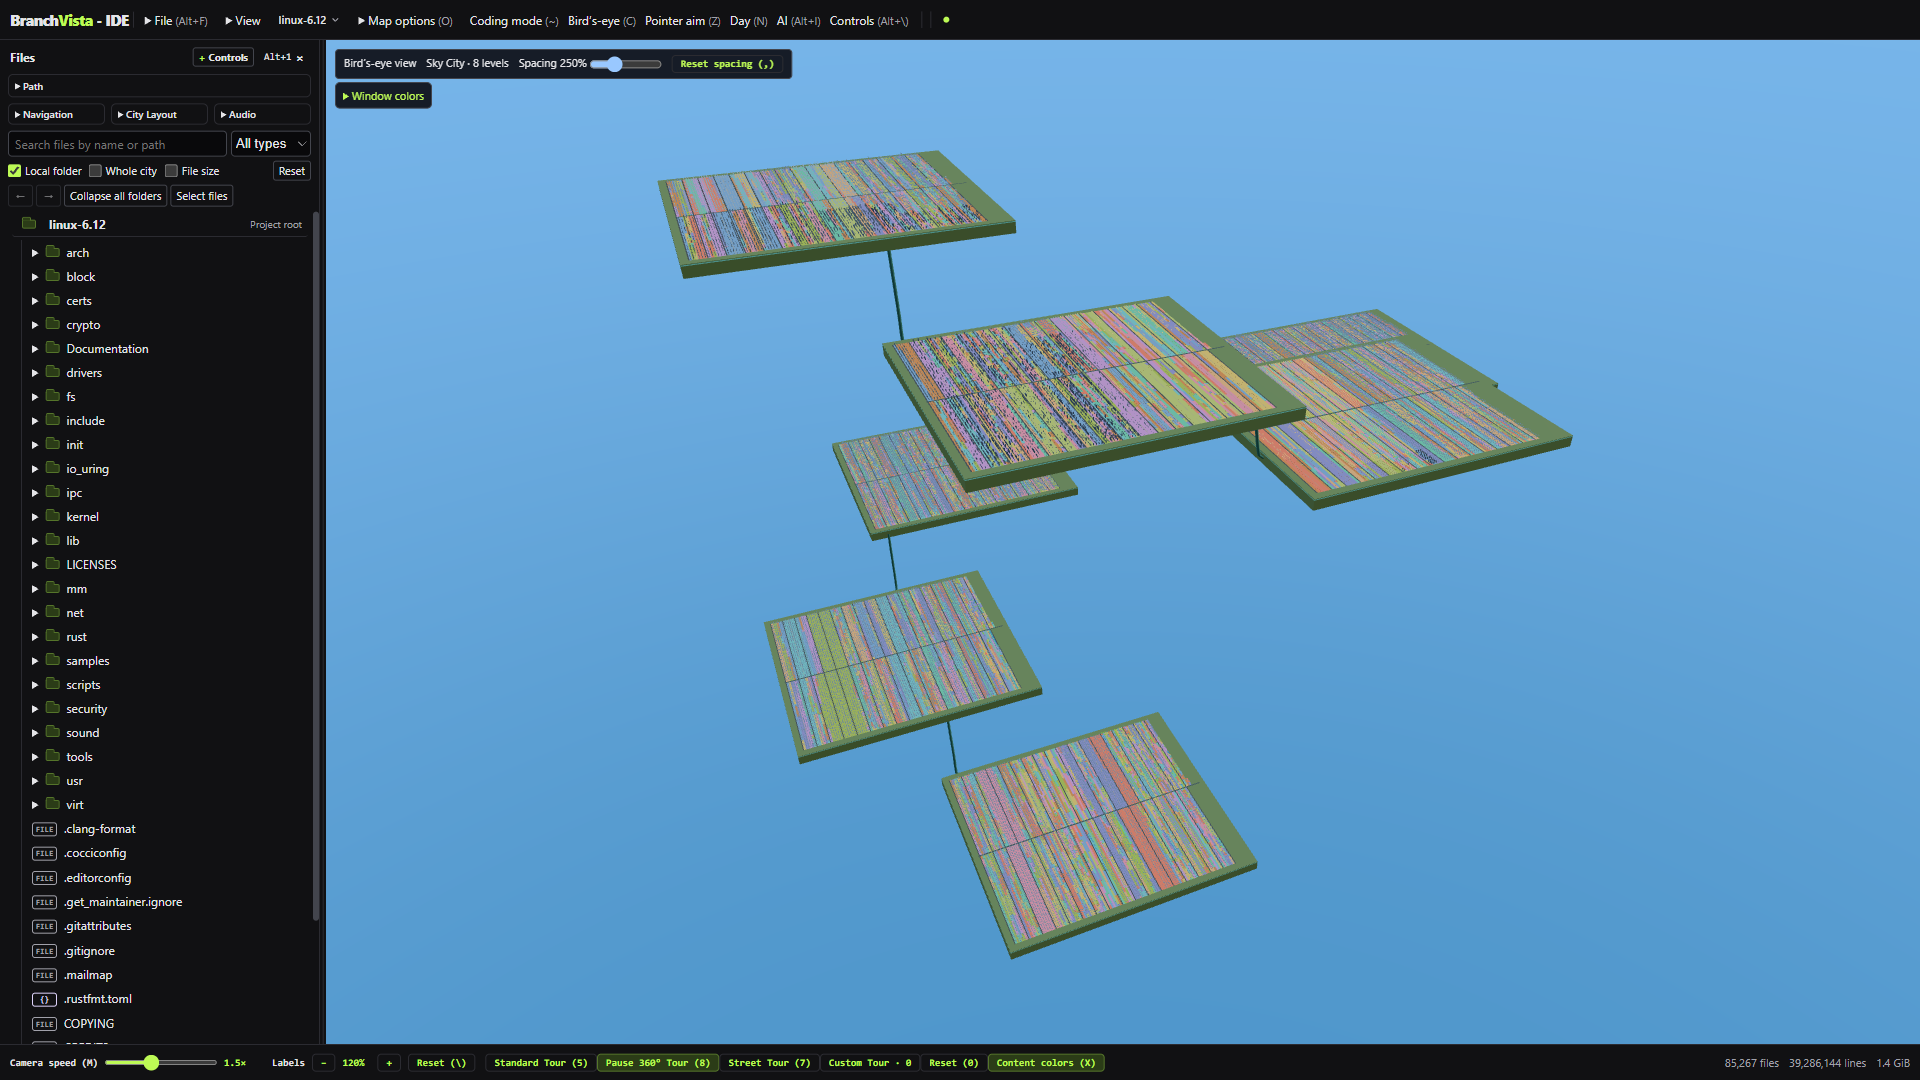 BranchVista - IDE ▶ File (Alt+F) ▶ View linux-6.12 ▶ Map options (O) Coding mode (~) Bird's-eye (C) Pointer aim (Z) Day (N) AI (Alt+I) Controls (Alt+\)
Files + Controls Alt+1 ×
▶ Path
▶ Navigation ▶ City Layout ▶ Audio
Search files by name or path All types
Local folder Whole city File size Reset
← → Collapse all folders Select files
linux-6.12 Project root
▶ arch
▶ block
▶ certs
▶ crypto
▶ Documentation
▶ drivers
▶ fs
▶ include
▶ init
▶ io_uring
▶ ipc
▶ kernel
▶ lib
▶ LICENSES
▶ mm
▶ net
▶ rust
▶ samples
▶ scripts
▶ security
▶ sound
▶ tools
▶ usr
▶ virt
FILE .clang-format
FILE .cocciconfig
FILE .editorconfig
FILE .get_maintainer.ignore
FILE .gitattributes
FILE .gitignore
FILE .mailmap
{} .rustfmt.toml
FILE COPYING
Bird's-eye view Sky City · 8 levels Spacing 250% Reset spacing (,)
▶ Window colors
Camera speed (M) 1.5× Labels − 120% + Reset (\) Standard Tour (5) Pause 360° Tour (8) Street Tour (7) Custom Tour · 0 Reset (0) Content colors (X) 85,267 files 39,286,144 lines 1.4 GiB